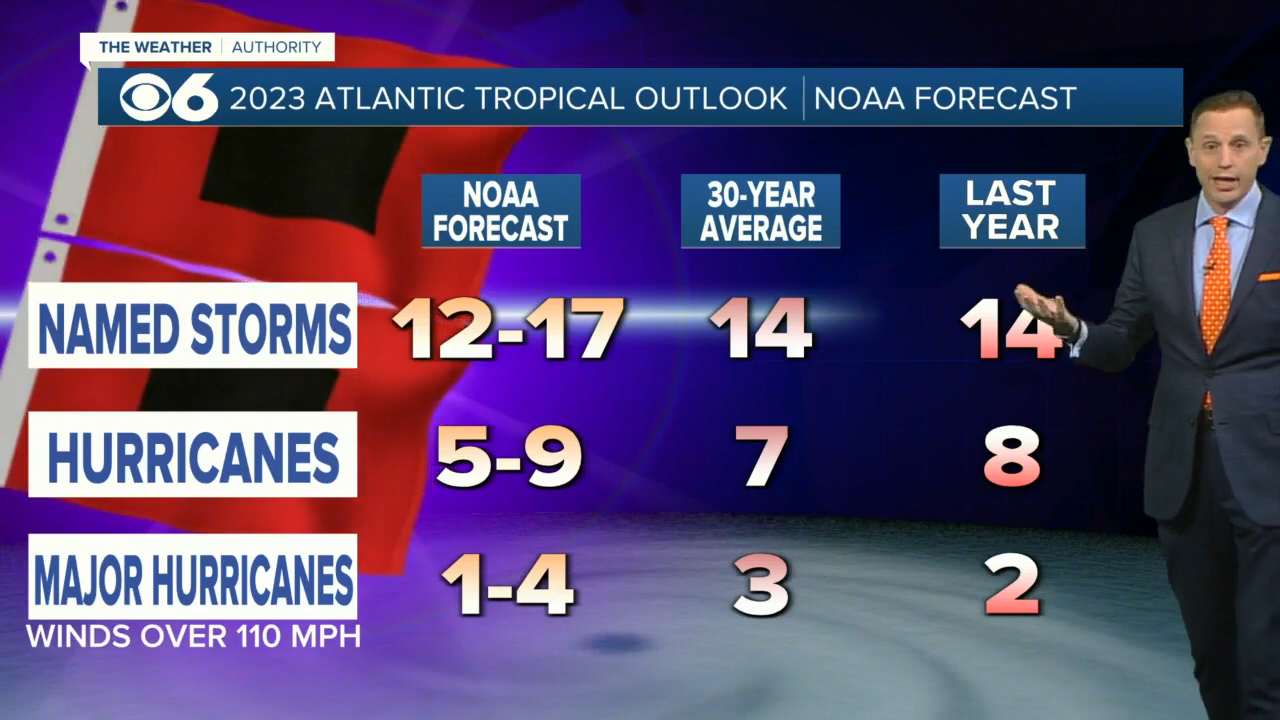 THE WEATHER | AUTHORITY
6 2023 ATLANTIC TROPICAL OUTLOOK | NOAA FORECAST
NOAA
FORECAST
30-YEAR
AVERAGE
LAST
YEAR
NAMED STORMS 12-17 14 14
HURRICANES 5-9 7 8
MAJOR HURRICANES 1-4 3 2
WINDS OVER 110 MPH